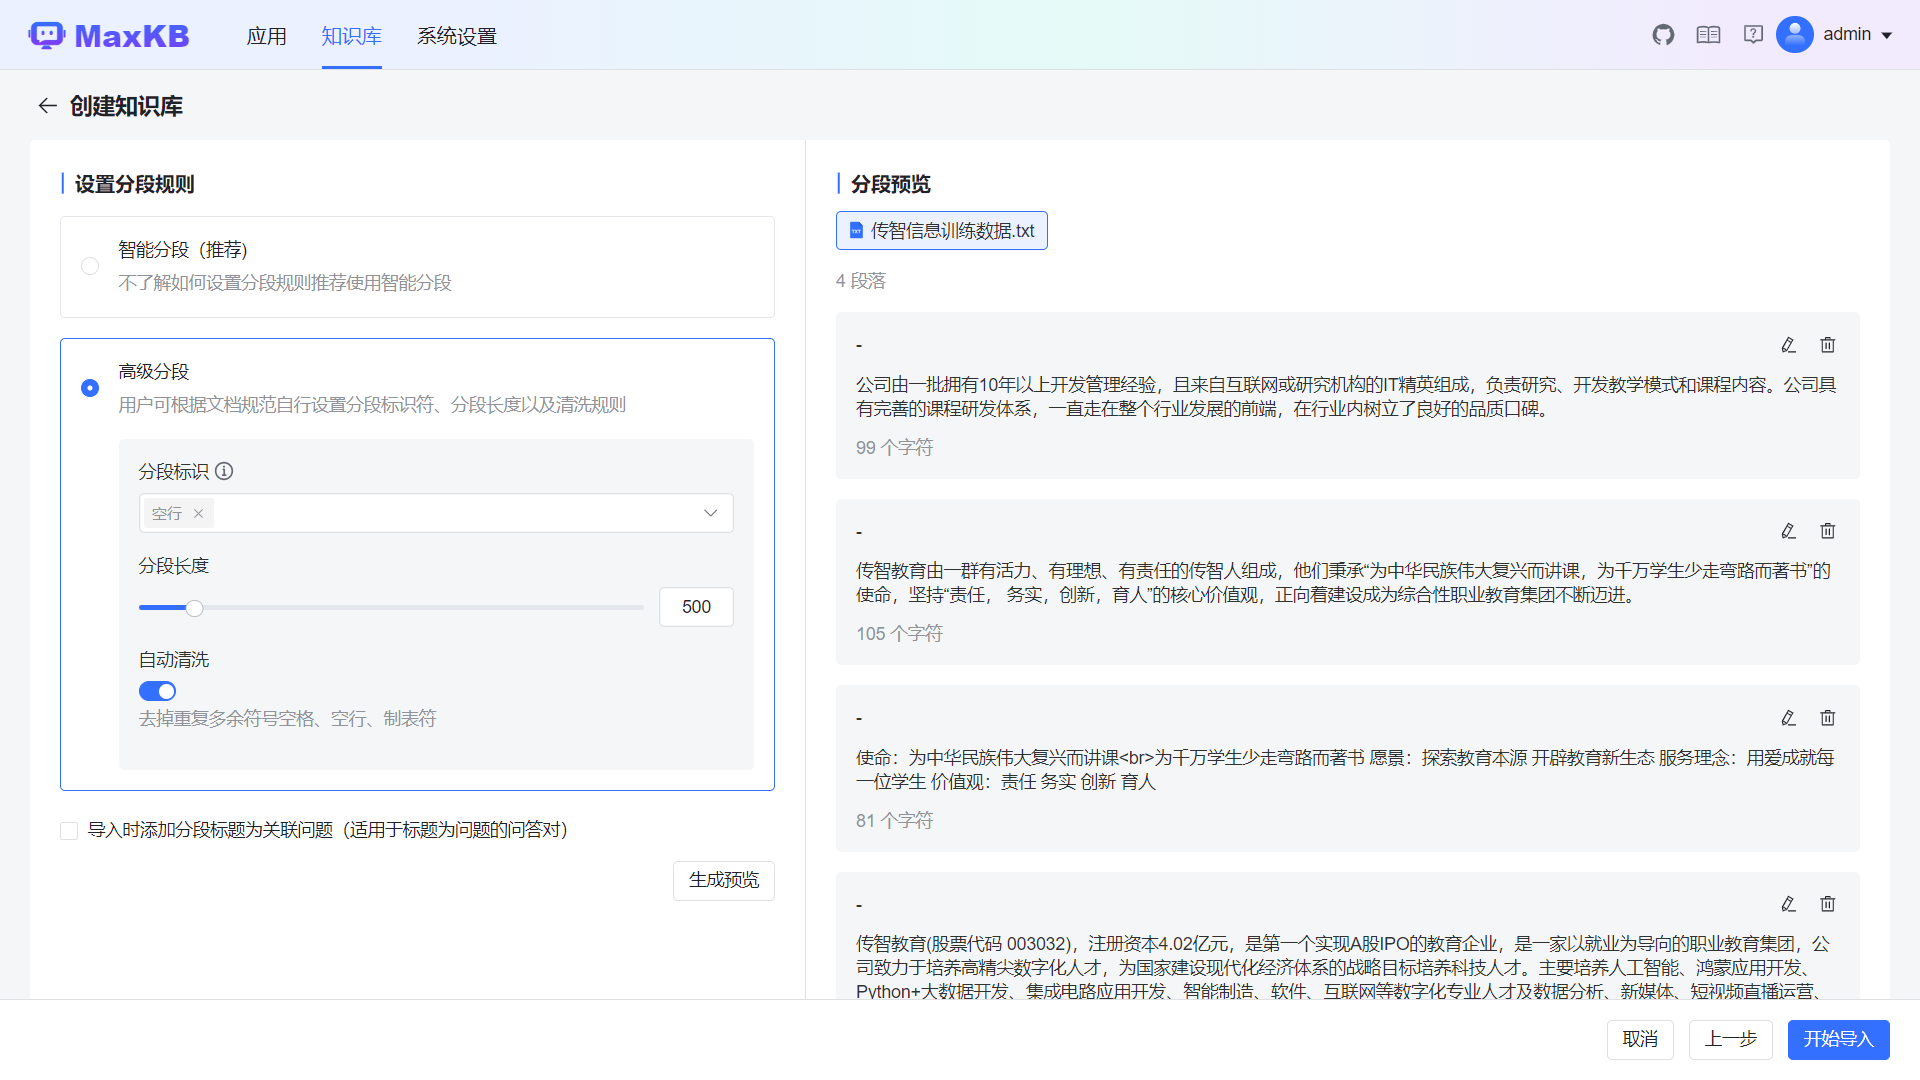 MaxKB
应用
知识库
系统设置
admin
创建知识库
设置分段规则
智能分段（推荐)
不了解如何设置分段规则推荐使用智能分段
高级分段
用户可根据文档规范自行设置分段标识符、分段长度以及清洗规则
分段标识
空行
分段长度
500
自动清洗
去掉重复多余符号空格、空行、制表符
导入时添加分段标题为关联问题（适用于标题为问题的问答对）
生成预览
分段预览
TXT
传智信息训练数据.txt
4 段落
-
公司由一批拥有10年以上开发管理经验，且来自互联网或研究机构的IT精英组成，负责研究、开发教学模式和课程内容。公司具
有完善的课程研发体系，一直走在整个行业发展的前端，在行业内树立了良好的品质口碑。
99 个字符
-
传智教育由一群有活力、有理想、有责任的传智人组成，他们秉承“为中华民族伟大复兴而讲课，为千万学生少走弯路而著书”的
使命，坚持“责任， 务实，创新，育人”的核心价值观，正向着建设成为综合性职业教育集团不断迈进。
105 个字符
-
使命：为中华民族伟大复兴而讲课<br>为千万学生少走弯路而著书 愿景：探索教育本源 开辟教育新生态 服务理念：用爱成就每
一位学生 价值观：责任 务实 创新 育人
81 个字符
-
传智教育(股票代码 003032)，注册资本4.02亿元，是第一个实现A股IPO的教育企业，是一家以就业为导向的职业教育集团，公
司致力于培养高精尖数字化人才，为国家建设现代化经济体系的战略目标培养科技人才。主要培养人工智能、鸿蒙应用开发、
Python+大数据开发、集成电路应用开发、智能制造、软件、互联网等数字化专业人才及数据分析、新媒体、短视频直播运营、
取消
上一步
开始导入